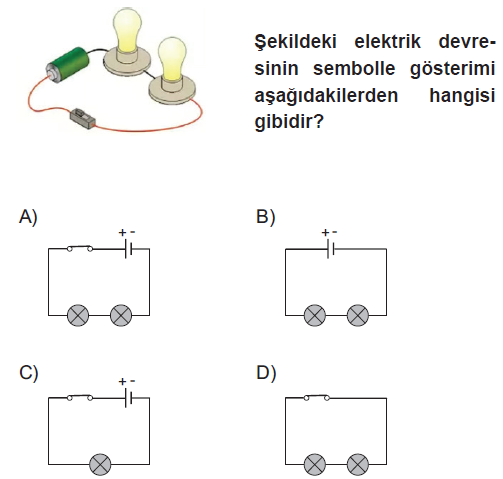 Şekildeki elektrik devre-
sinin sembolle gösterimi
aşağıdakilerden hangisi
gibidir?
A)
+ -
B)
+ -
C)
+ -
D)